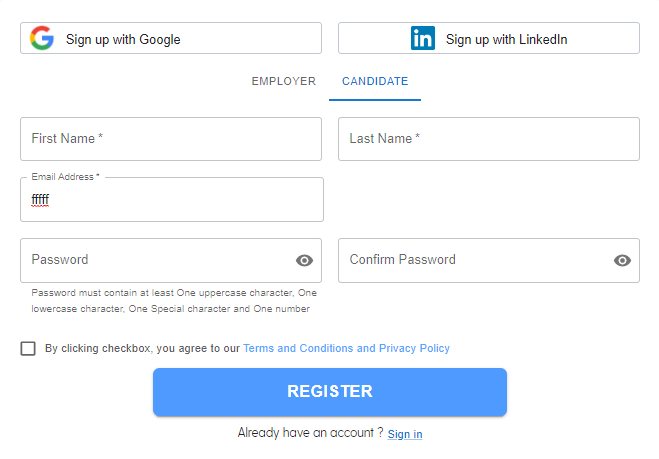 Sign up with Google
Sign up with LinkedIn
EMPLOYER
CANDIDATE
First Name *
Last Name *
Email Address *
fffff
Password
Confirm Password
Password must contain at least One uppercase character, One
lowercase character, One Special character and One number
By clicking checkbox, you agree to our Terms and Conditions and Privacy Policy
REGISTER
Already have an account ? Sign in